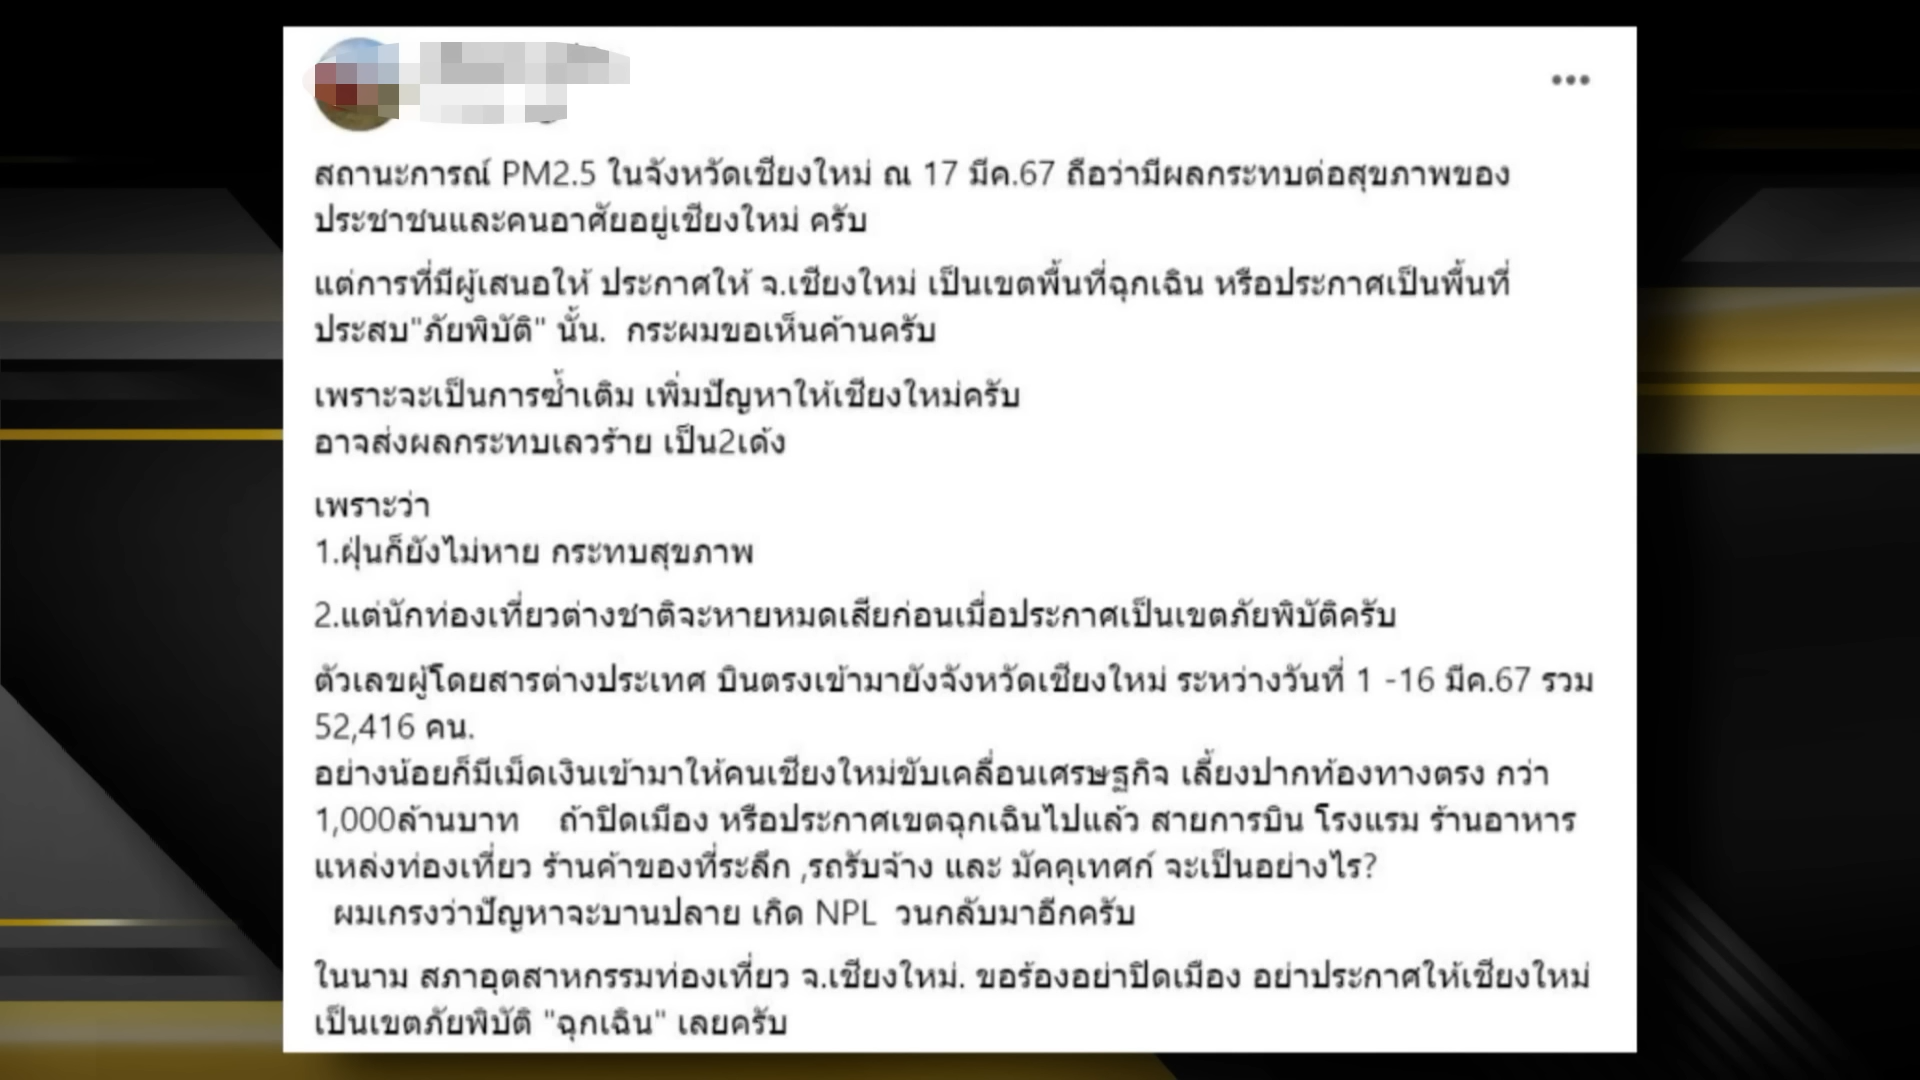 สถานะการณ์ PM2.5 ในจังหวัดเชียงใหม่ ณ 17 มีค.67 ถือว่ามีผลกระทบต่อสุขภาพของ
ประชาชนและคนอาศัยอยู่เชียงใหม่ ครับ
แต่การที่มีผู้เสนอให้ ประกาศให้ จ.เชียงใหม่ เป็นเขตพื้นที่ฉุกเฉิน หรือประกาศเป็นพื้นที่
ประสบ"ภัยพิบัติ" นั้น. กระผมขอเห็นค้านครับ
เพราะจะเป็นการซ้ำเติม เพิ่มปัญหาให้เชียงใหม่ครับ
อาจส่งผลกระทบเลวร้าย เป็น2เด้ง
เพราะว่า
1.ฝุ่นก็ยังไม่หาย กระทบสุขภาพ
2.แต่นักท่องเที่ยวต่างชาติจะหายหมดเสียก่อนเมื่อประกาศเป็นเขตภัยพิบัติครับ
ตัวเลขผู้โดยสารต่างประเทศ บินตรงเข้ามายังจังหวัดเชียงใหม่ ระหว่างวันที่ 1 -16 มีค.67 รวม
52,416 คน.
อย่างน้อยก็มีเม็ดเงินเข้ามาให้คนเชียงใหม่ขับเคลื่อนเศรษฐกิจ เลี้ยงปากท้องทางตรง กว่า
1,000ล้านบาท ถ้าปิดเมือง หรือประกาศเขตฉุกเฉินไปแล้ว สายการบิน โรงแรม ร้านอาหาร
แหล่งท่องเที่ยว ร้านค้าของที่ระลึก ,รถรับจ้าง และ มัคคุเทศก์ จะเป็นอย่างไร?
ผมเกรงว่าปัญหาจะบานปลาย เกิด NPL วนกลับมาอีกครับ
ในนาม สภาอุตสาหกรรมท่องเที่ยว จ.เชียงใหม่. ขอร้องอย่าปิดเมือง อย่าประกาศให้เชียงใหม่
เป็นเขตภัยพิบัติ "ฉุกเฉิน" เลยครับ